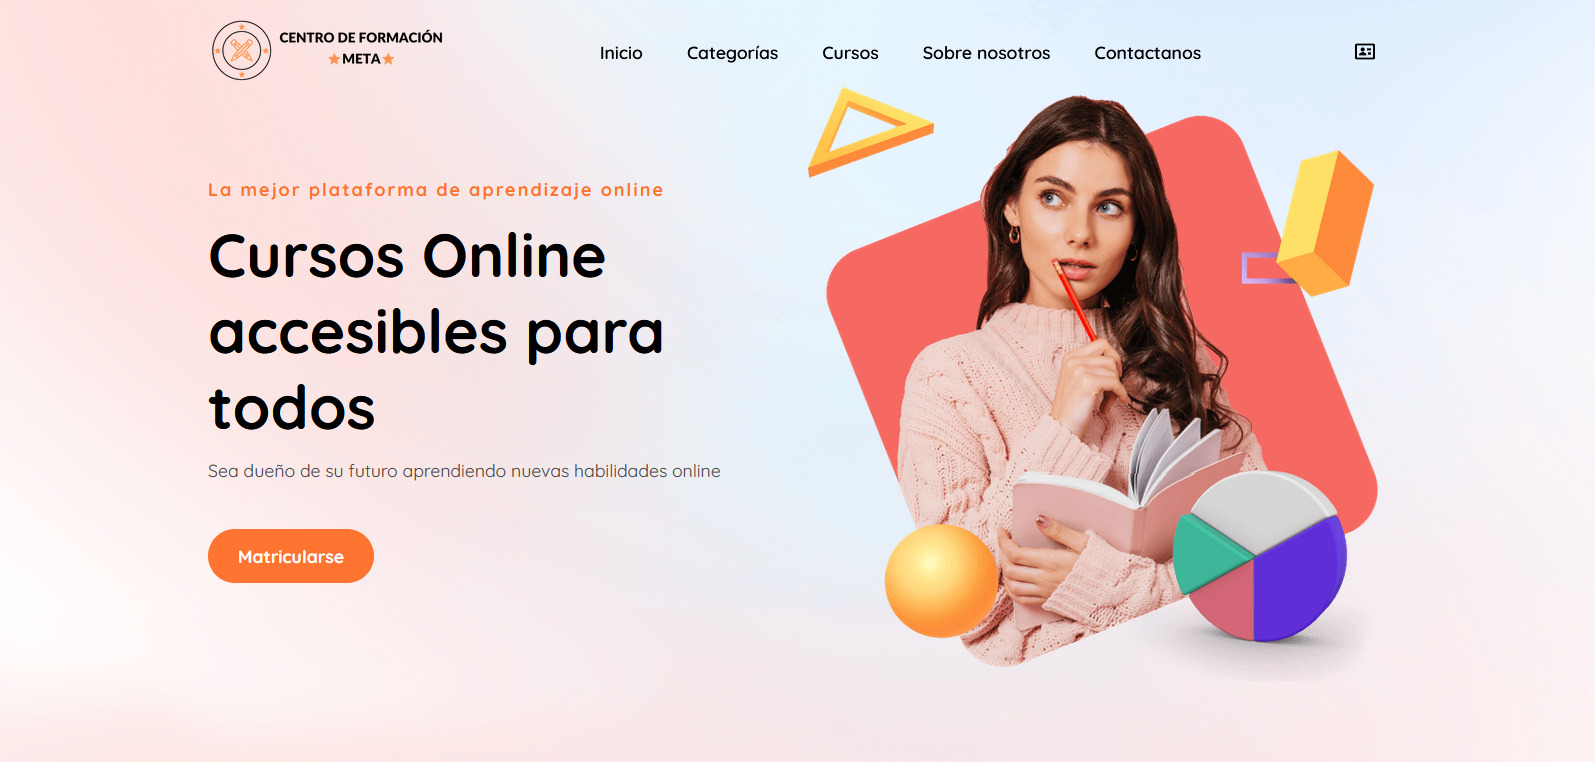 CENTRO DE FORMACIÓN
META
Inicio
Categorías
Cursos
Sobre nosotros
Contactanos
La mejor plataforma de aprendizaje online
Cursos Online
accesibles para
todos
Sea dueño de su futuro aprendiendo nuevas habilidades online
Matricularse